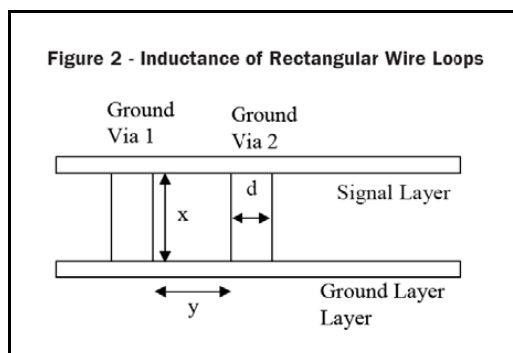 Figure 2 - Inductance of Rectangular Wire Loops
Ground
Via 1
Ground
Via 2
d
Signal Layer
x
Ground Layer
Layer
y